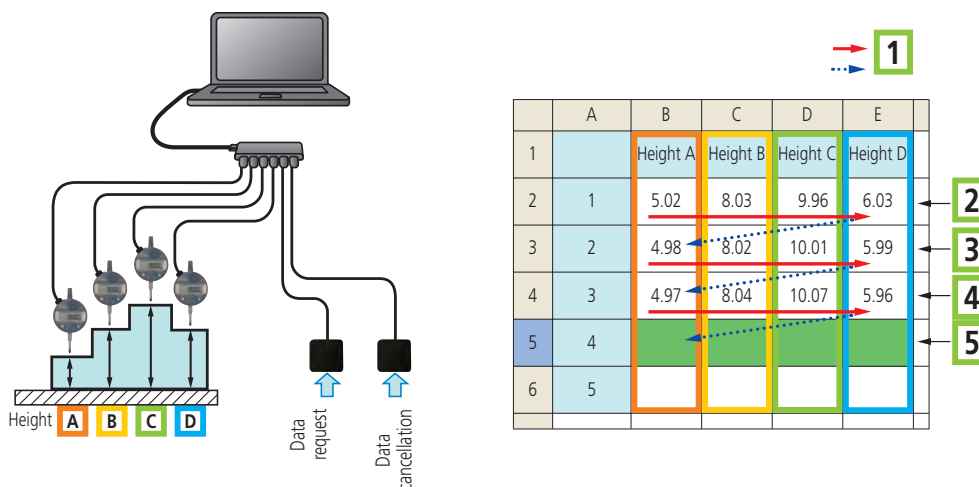 1
A B C D E
1 Height A Height B Height C Height D
2 1 5.02 8.03 9.96 6.03 2
3 2 4.98 8.02 10.01 5.99 3
4 3 4.97 8.04 10.07 5.96 4
5 4 5
6 5
Height A B C D
Data
request
Data
cancellation